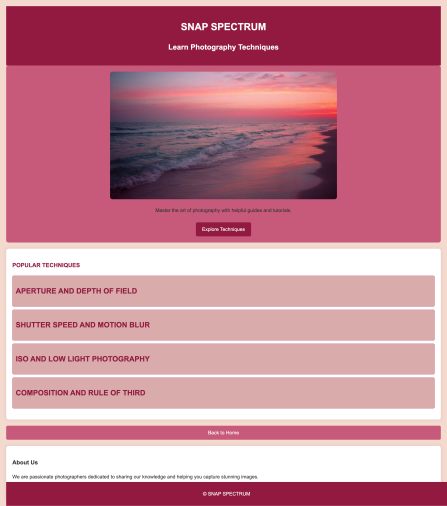 SNAP SPECTRUM
Learn Photography Techniques
Master the art of photography with helpful guides and tutorials.
Explore Techniques
POPULAR TECHNIQUES
APERTURE AND DEPTH OF FIELD
SHUTTER SPEED AND MOTION BLUR
ISO AND LOW LIGHT PHOTOGRAPHY
COMPOSITION AND RULE OF THIRD
Back to Home
About Us
We are passionate photographers dedicated to sharing our knowledge and helping you capture stunning images.
© SNAP SPECTRUM